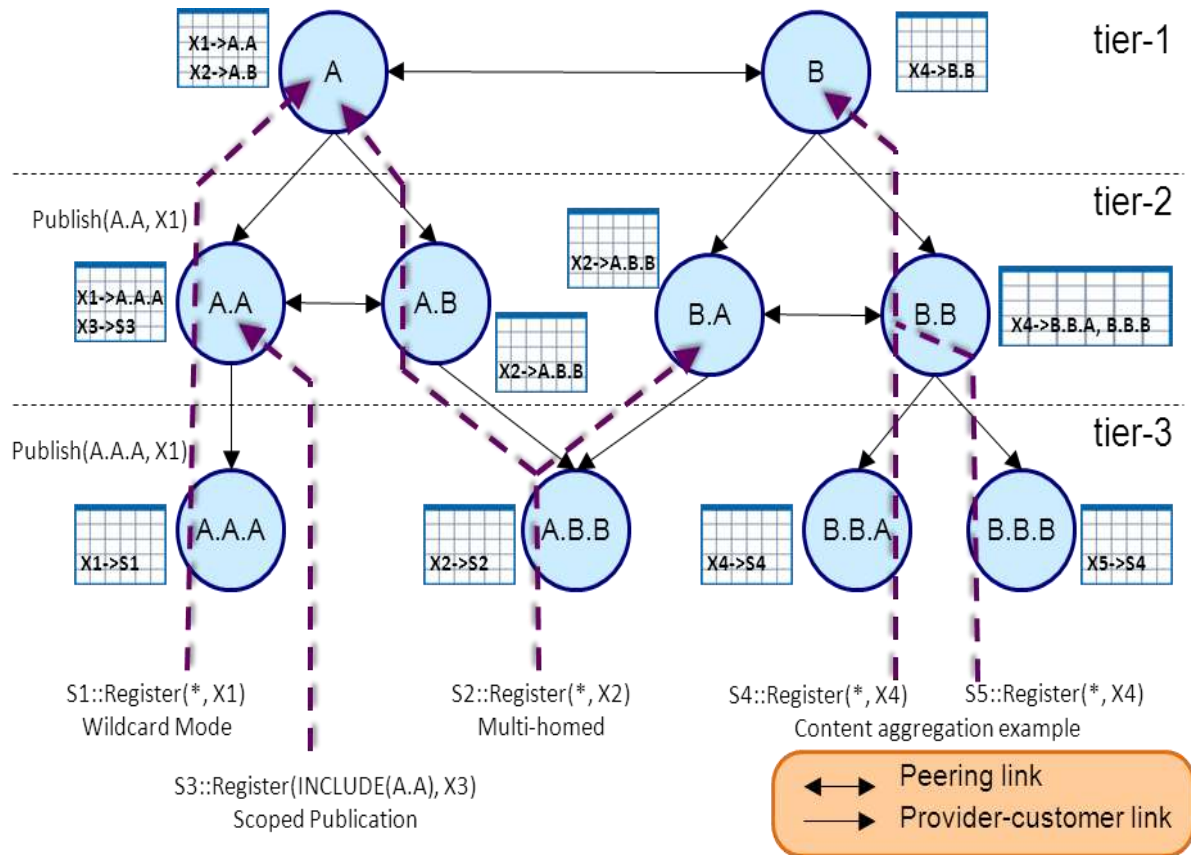 X1->A.A
X2->A.B
A
B
X4->B.B
tier-1
Publish(A.A, X1)
tier-2
X1->A.A.A
X3->S3
A.A
A.B
X2->A.B.B
X2->A.B.B
B.A
B.B
X4->B.B.A, B.B.B
Publish(A.A.A, X1)
tier-3
X1->S1
A.A.A
X2->S2
A.B.B
X4->S4
B.B.A
B.B.B
X5->S4
S1::Register(*, X1)
Wildcard Mode
S2::Register(*, X2)
Multi-homed
S4::Register(*, X4)
S5::Register(*, X4)
Content aggregation example
S3::Register(INCLUDE(A.A), X3)
Scoped Publication
Peering link
Provider-customer link